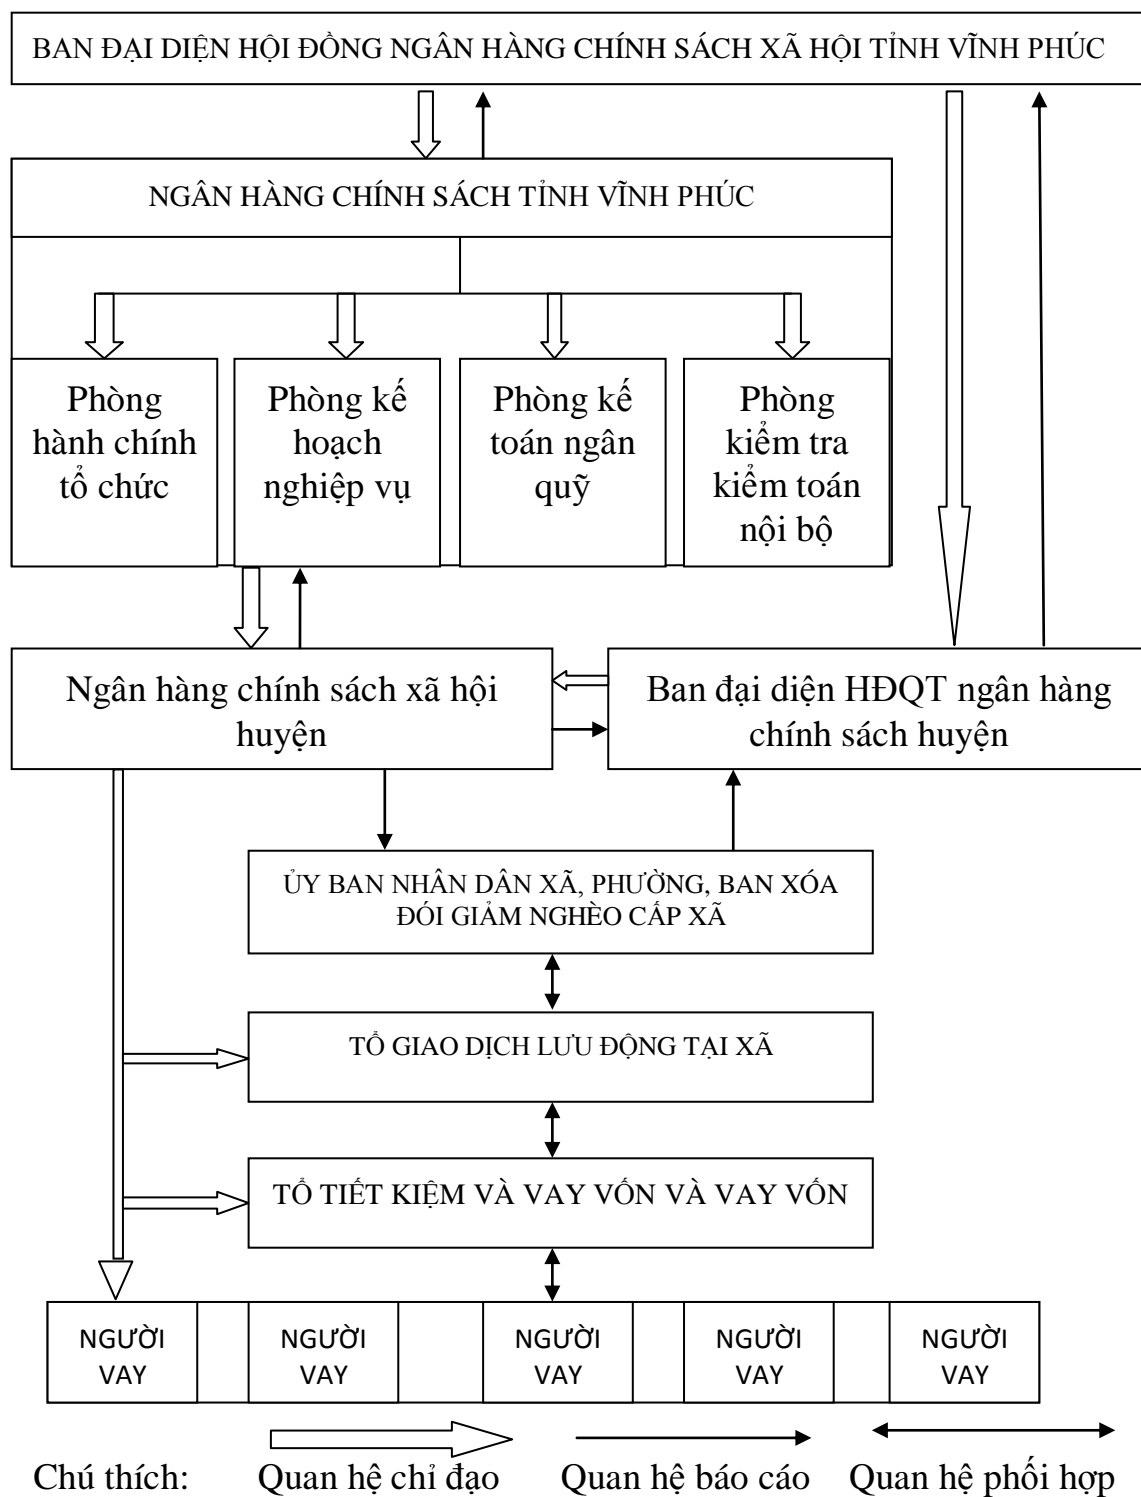 BAN ĐẠI DIỆN HỘI ĐỒNG NGÂN HÀNG CHÍNH SÁCH XÃ HỘI TỈNH VĨNH PHÚC
NGÂN HÀNG CHÍNH SÁCH TỈNH VĨNH PHÚC
Phòng
hành chính
tổ chức
Phòng kế
hoạch
nghiệp vụ
Phòng kế
toán ngân
quỹ
Phòng
kiểm tra
kiểm toán
nội bộ
Ngân hàng chính sách xã hội
huyện
Ban đại diện HĐQT ngân hàng
chính sách huyện
ỦY BAN NHÂN DÂN XÃ, PHƯỜNG, BAN XÓA
ĐÓI GIẢM NGHÈO CẤP XÃ
TỔ GIAO DỊCH LƯU ĐỘNG TẠI XÃ
TỔ TIẾT KIỆM VÀ VAY VỐN VÀ VAY VỐN
NGƯỜI
VAY
NGƯỜI
VAY
NGƯỜI
VAY
NGƯỜI
VAY
NGƯỜI
VAY
Chú thích: Quan hệ chỉ đạo Quan hệ báo cáo Quan hệ phối hợp